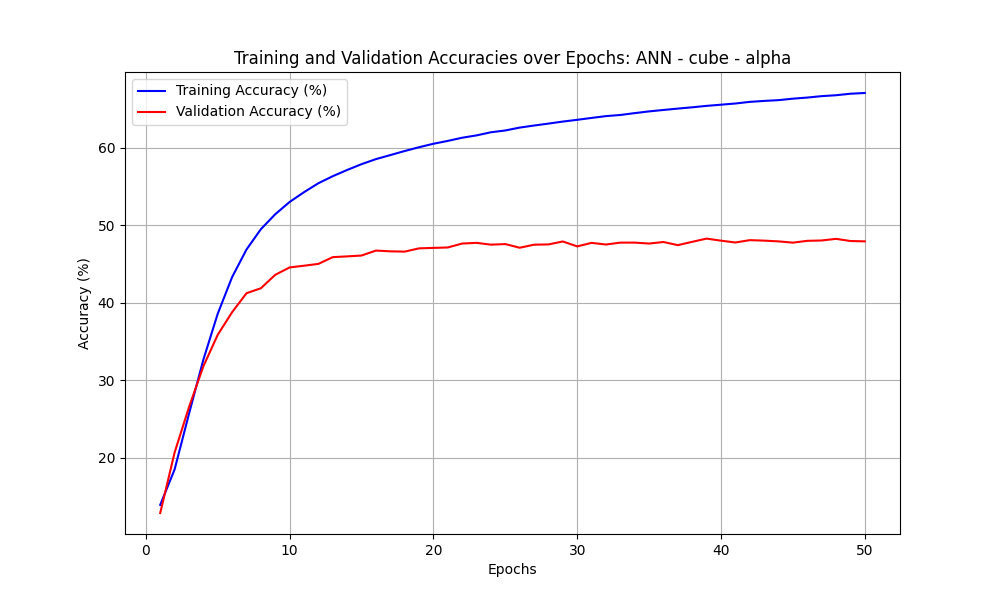 Training and Validation Accuracies over Epochs: ANN - cube - alpha
Training Accuracy (%)
Validation Accuracy (%)
Accuracy (%)
60
50
40
30
20
0 10 20 30 40 50
Epochs